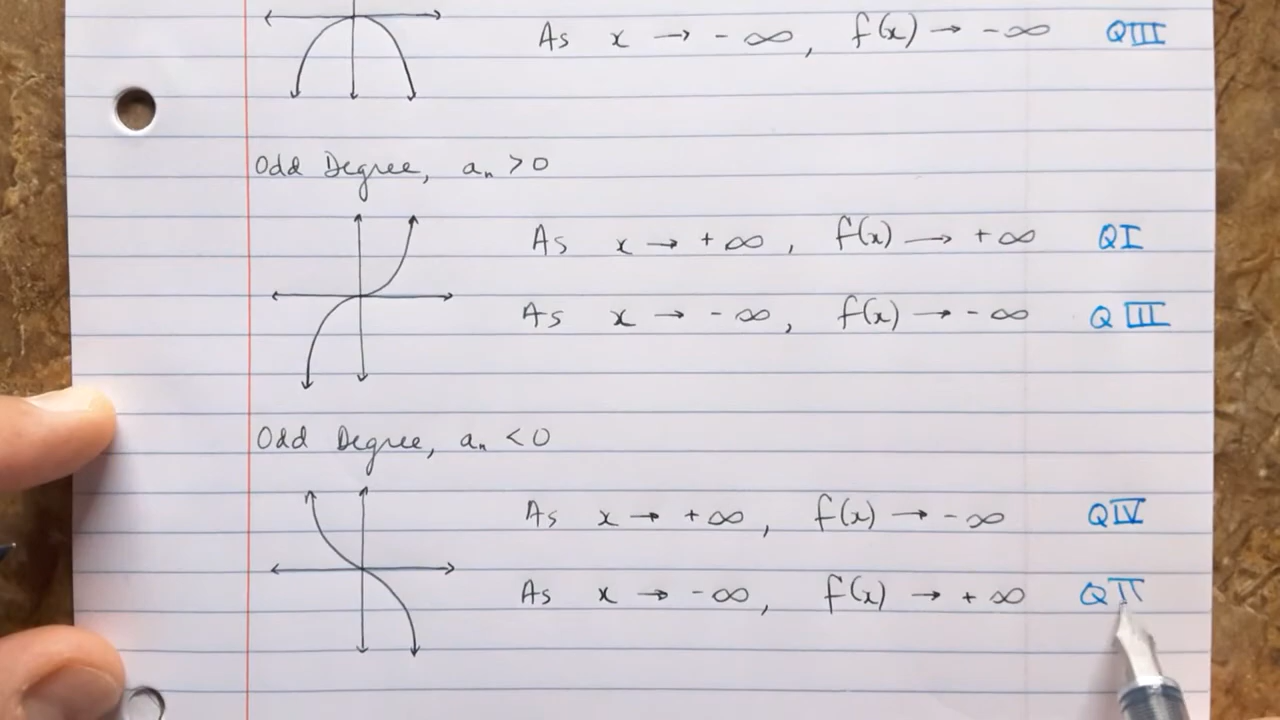 As x → -∞, f(x) → -∞ QIII
Odd Degree, aₙ > 0
As x → +∞, f(x) → +∞ QI
As x → -∞, f(x) → -∞ QIII
Odd Degree, aₙ < 0
As x → +∞, f(x) → -∞ QIV
As x → -∞, f(x) → +∞ QII